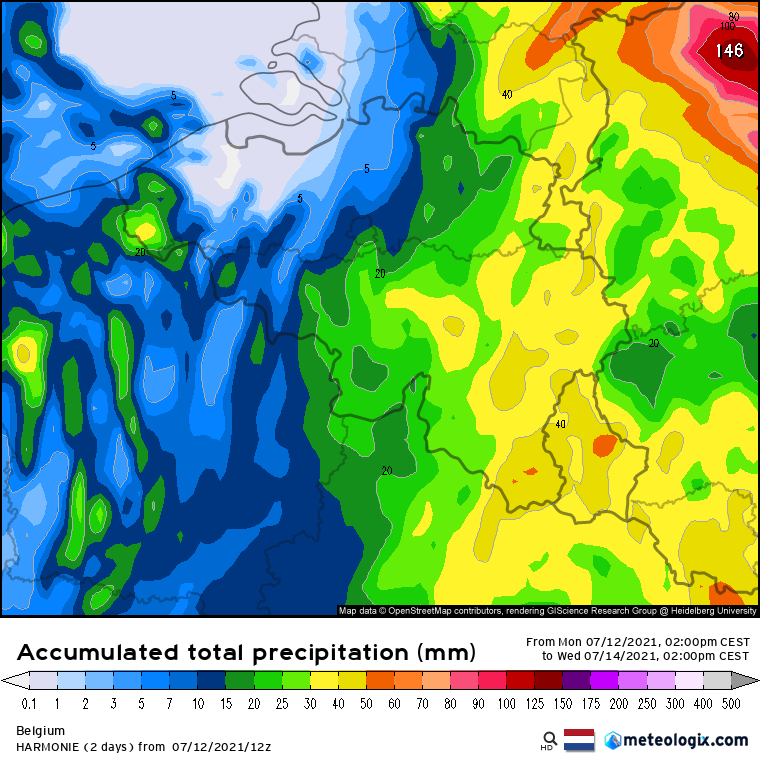 80
100
146
5
40
5
5
5
20
20
20
20
40
20
Map data © OpenStreetMap contributors, rendering GIScience Research Group @ Heidelberg University
Accumulated total precipitation (mm)
From Mon 07/12/2021, 02:00pm CEST
to Wed 07/14/2021, 02:00pm CEST
0.1 1 2 3 5 7 10 15 20 25 30 40 50 60 70 80 90 100 125 150 175 200 250 300 400 500
Belgium
HARMONIE (2 days) from 07/12/2021/12z
HD
meteologix.com